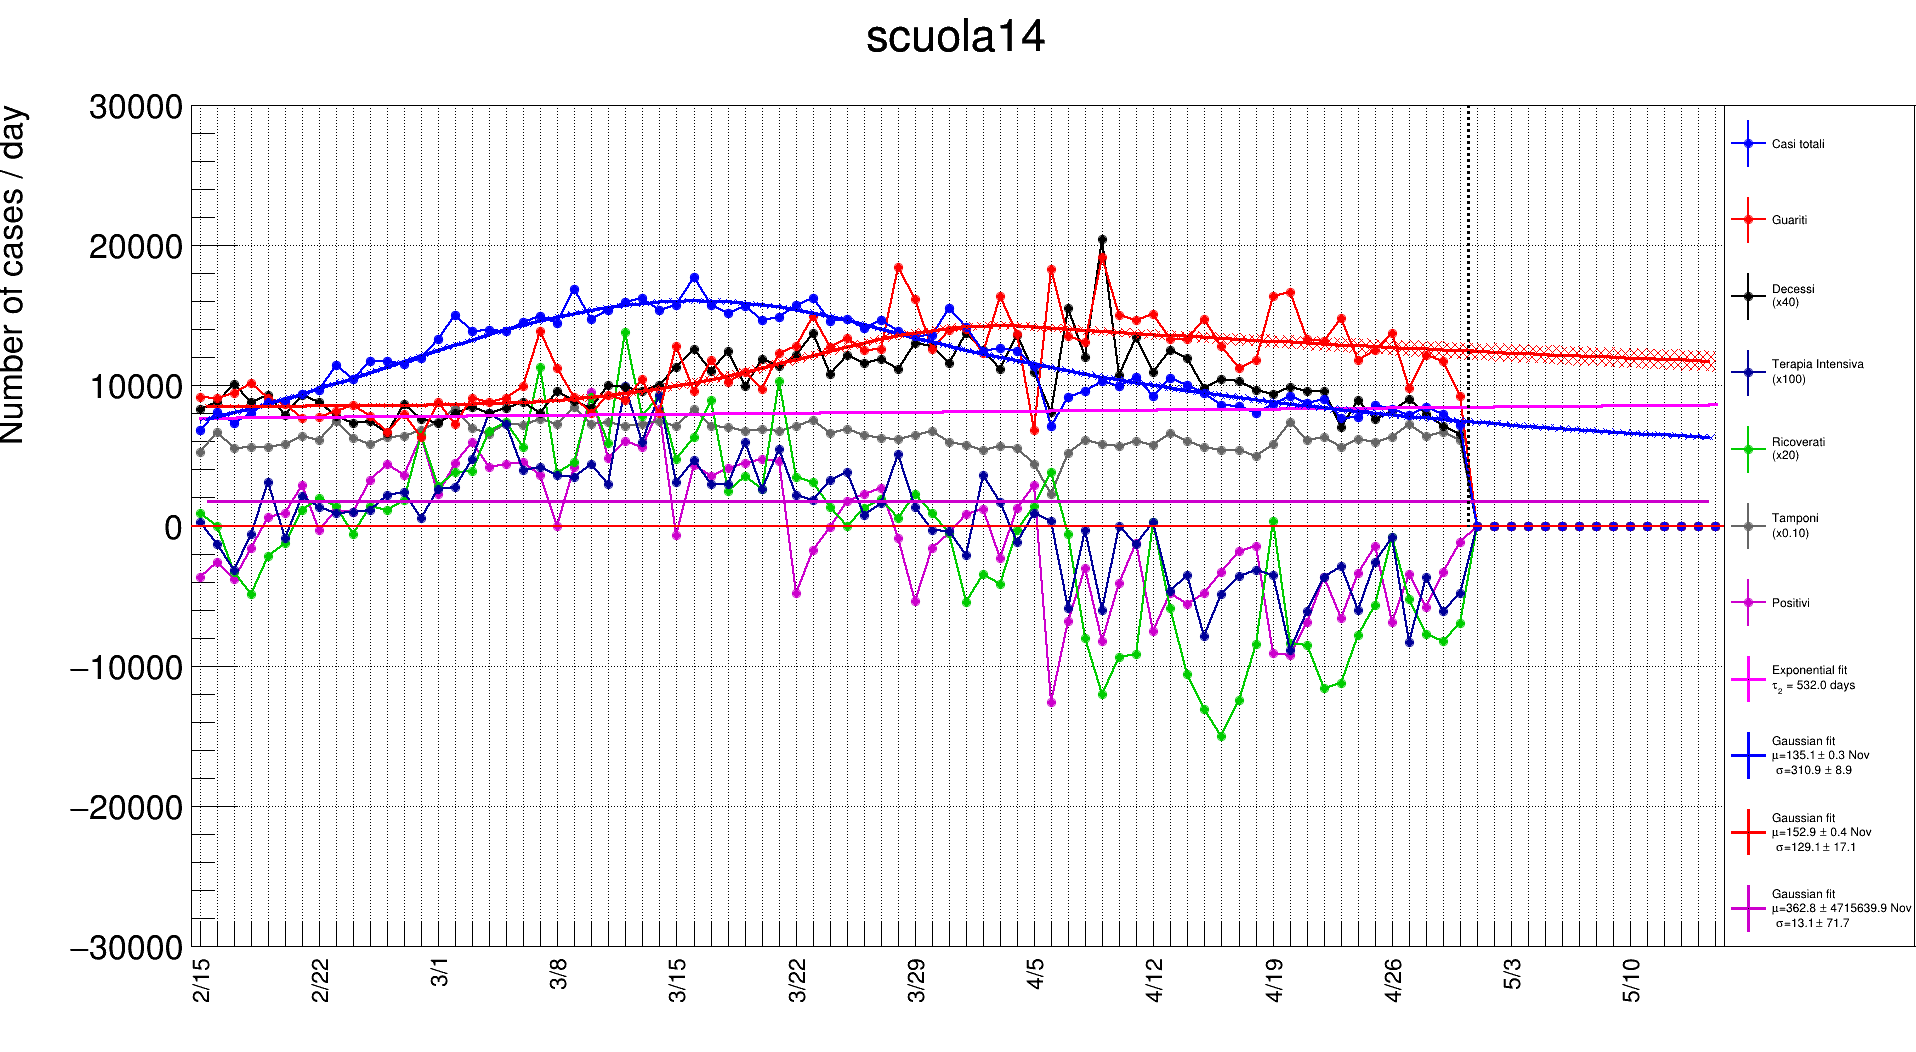 scuola14
Number of cases / day
30000
20000
10000
0
−10000
−20000
−30000
2/15
2/22
3/1
3/8
3/15
3/22
3/29
4/5
4/12
4/19
4/26
5/3
5/10
Casi totali
Guariti
Decessi
(x40)
Terapia Intensiva
(x100)
Ricoverati
(x20)
Tamponi
(x0.10)
Positivi
Exponential fit
τ2 = 532.0 days
Gaussian fit
μ=135.1 ± 0.3 Nov
σ=310.9 ± 8.9
Gaussian fit
μ=152.9 ± 0.4 Nov
σ=129.1 ± 17.1
Gaussian fit
μ=362.8 ± 4715639.9 Nov
σ=13.1 ± 71.7